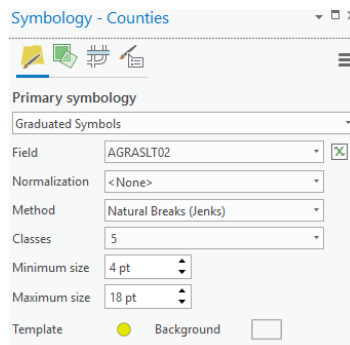 Symbology - Counties
Primary symbology
Graduated Symbols
Field AGRASLT02
Normalization <None>
Method Natural Breaks (Jenks)
Classes 5
Minimum size 4 pt
Maximum size 18 pt
Template Background